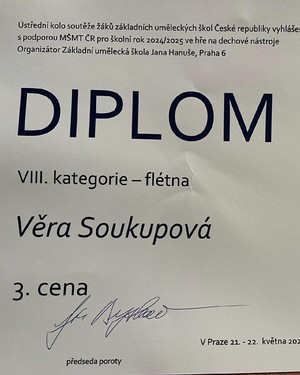 Ústřední kolo soutěže žáků základních uměleckých škol České republiky
s podporou MŠMT ČR pro školní rok 2024/2025 ve hře na dechové nástroje
Organizátor Základní umělecká škola Jana Hanuše, Praha 6
DIPLOM
VIII. kategorie – flétna
Věra Soukupová
3. cena
V Praze 21. - 22. května
předseda poroty